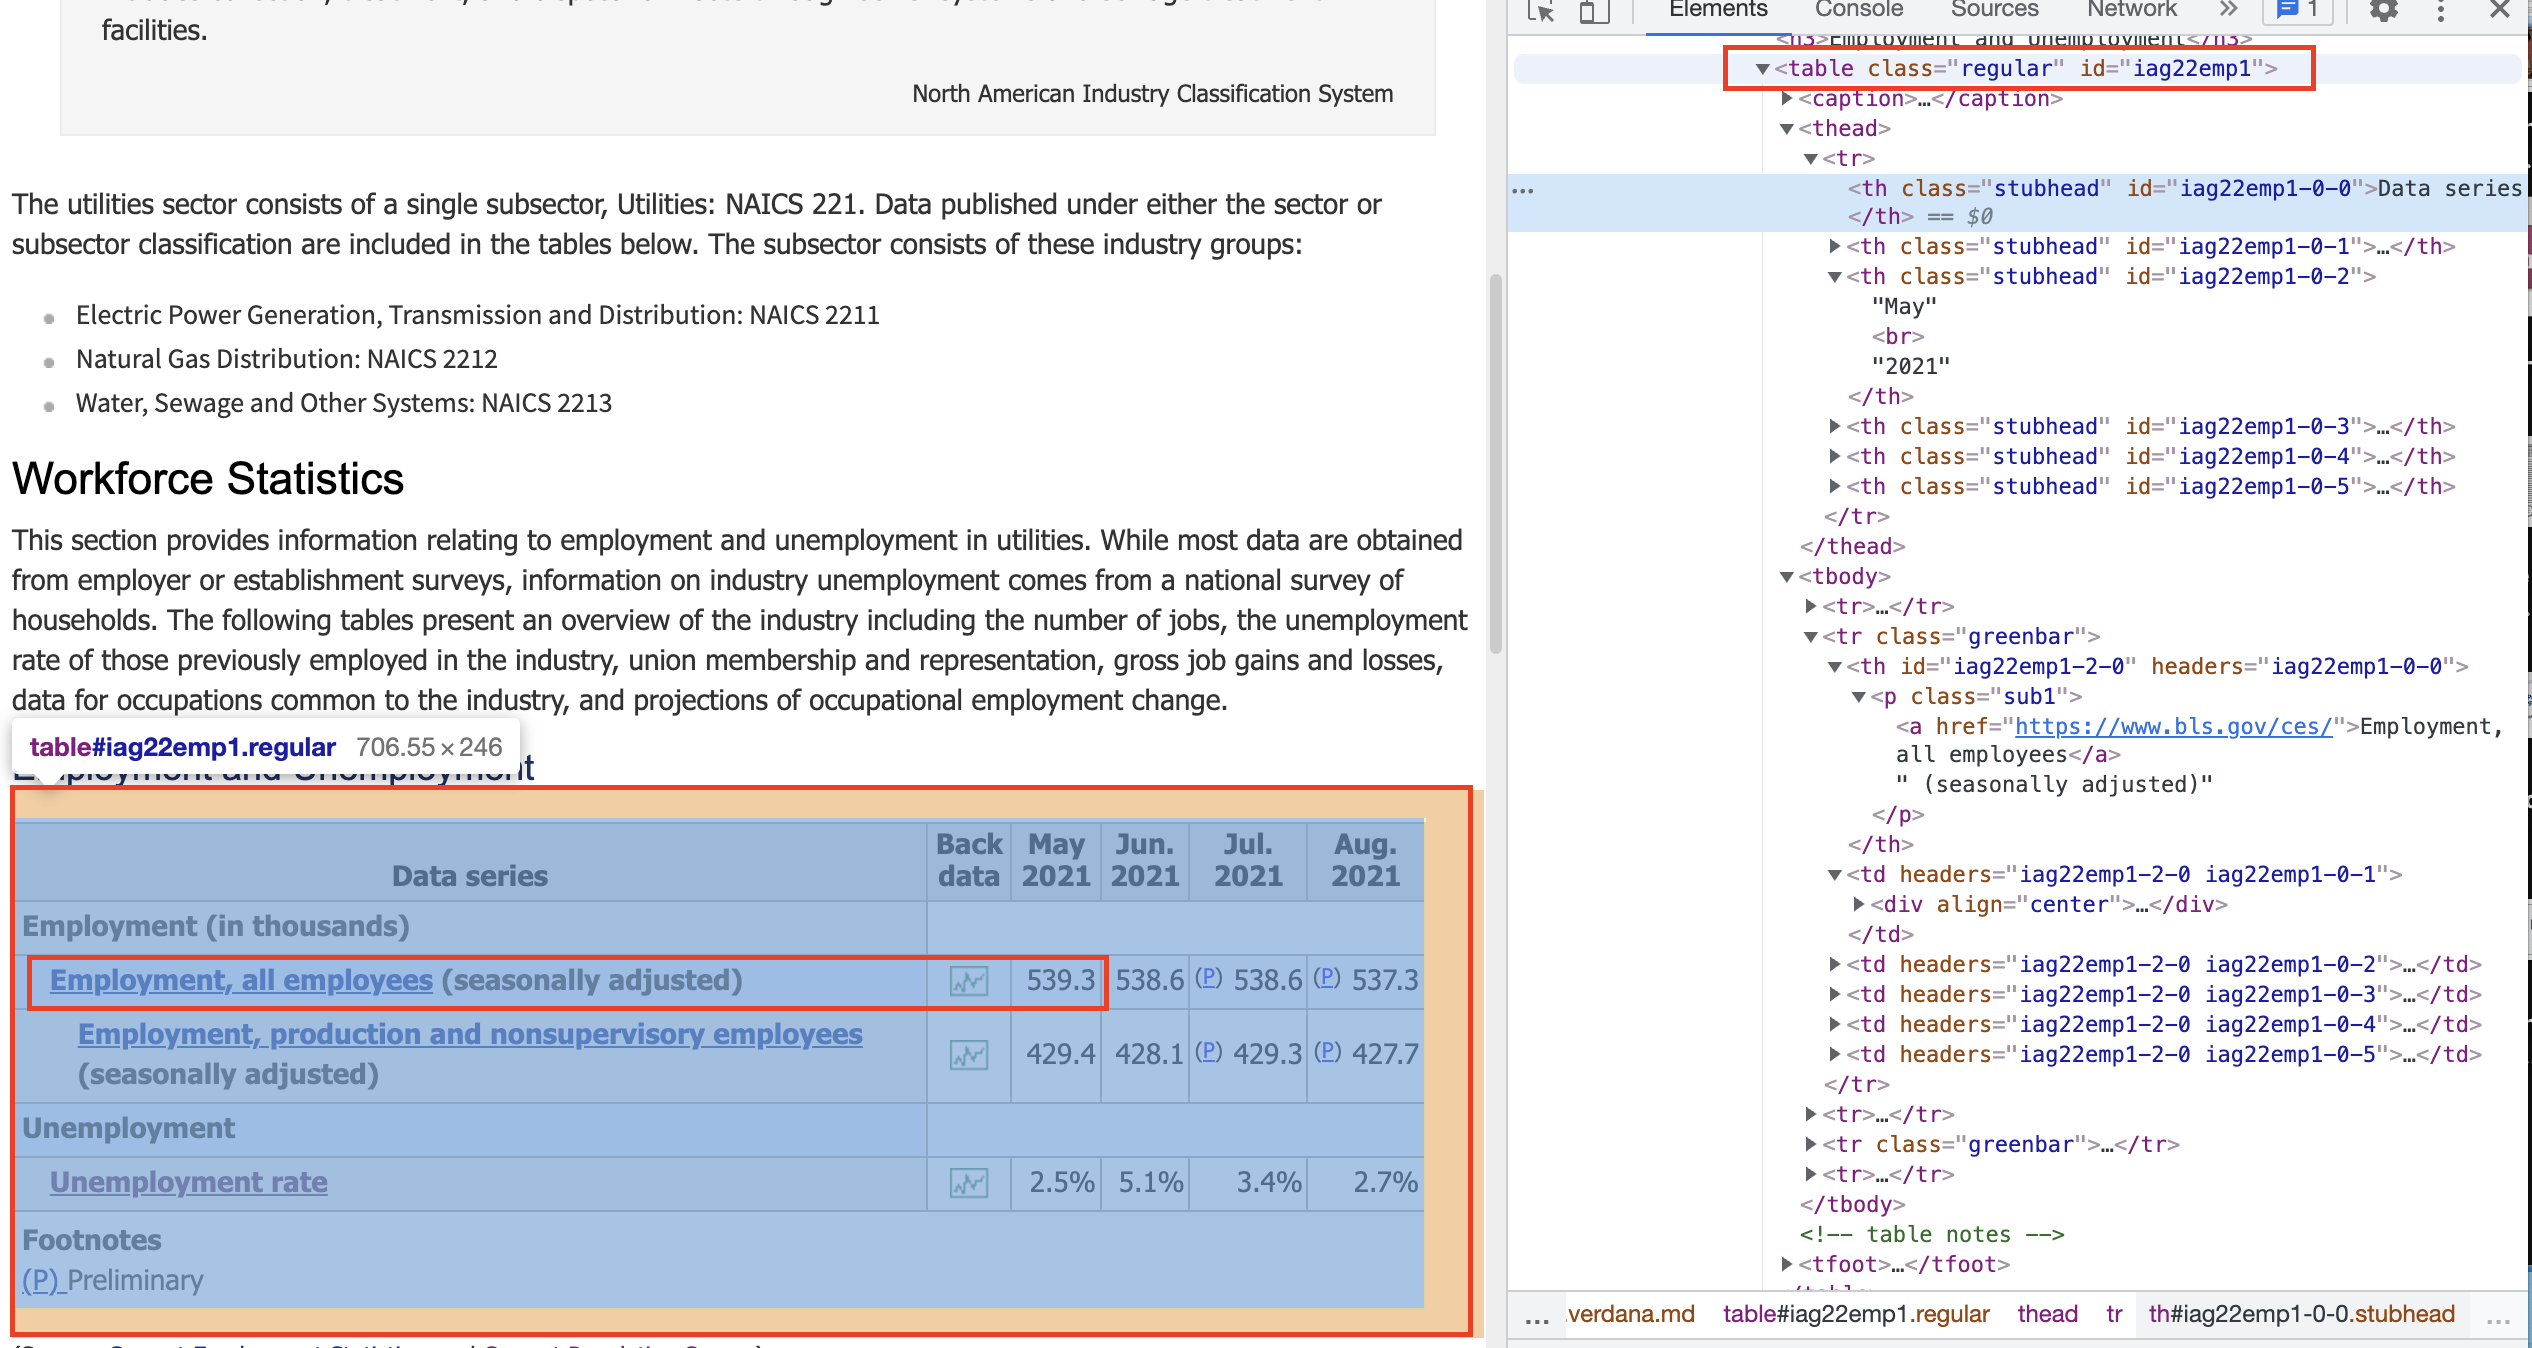 facilities.
North American Industry Classification System
The utilities sector consists of a single subsector, Utilities: NAICS 221. Data published under either the sector or
subsector classification are included in the tables below. The subsector consists of these industry groups:
Electric Power Generation, Transmission and Distribution: NAICS 2211
Natural Gas Distribution: NAICS 2212
Water, Sewage and Other Systems: NAICS 2213
Workforce Statistics
This section provides information relating to employment and unemployment in utilities. While most data are obtained
from employer or establishment surveys, information on industry unemployment comes from a national survey of
households. The following tables present an overview of the industry including the number of jobs, the unemployment
rate of those previously employed in the industry, union membership and representation, gross job gains and losses,
data for occupations common to the industry, and projections of occupational employment change.
table#iag22emp1.regular 706.55×246
Employment and Unemployment
Data series Back data May 2021 Jun. 2021 Jul. 2021 Aug. 2021
Employment (in thousands)
Employment, all employees (seasonally adjusted) 539.3 538.6 (P) 538.6 (P) 537.3
Employment, production and nonsupervisory employees
(seasonally adjusted) 429.4 428.1 (P) 429.3 (P) 427.7
Unemployment
Unemployment rate 2.5% 5.1% 3.4% 2.7%
Footnotes
(P) Preliminary
Elements Console Sources Network » 1
<h3>Employment and Unemployment</h3>
<table class="regular" id="iag22emp1">
<caption>…</caption>
<thead>
<tr>
… <th class="stubhead" id="iag22emp1-0-0">Data series
</th> == $0
<th class="stubhead" id="iag22emp1-0-1">…</th>
<th class="stubhead" id="iag22emp1-0-2">
"May"
<br>
"2021"
</th>
<th class="stubhead" id="iag22emp1-0-3">…</th>
<th class="stubhead" id="iag22emp1-0-4">…</th>
<th class="stubhead" id="iag22emp1-0-5">…</th>
</tr>
</thead>
<tbody>
<tr>…</tr>
<tr class="greenbar">
<th id="iag22emp1-2-0" headers="iag22emp1-0-0">
<p class="sub1">
<a href="https://www.bls.gov/ces/">Employment,
all employees</a>
" (seasonally adjusted)"
</p>
</th>
<td headers="iag22emp1-2-0 iag22emp1-0-1">
<div align="center">…</div>
</td>
<td headers="iag22emp1-2-0 iag22emp1-0-2">…</td>
<td headers="iag22emp1-2-0 iag22emp1-0-3">…</td>
<td headers="iag22emp1-2-0 iag22emp1-0-4">…</td>
<td headers="iag22emp1-2-0 iag22emp1-0-5">…</td>
</tr>
<tr>…</tr>
<tr class="greenbar">…</tr>
<tr>…</tr>
</tbody>
<!-- table notes -->
<tfoot>…</tfoot>
… .verdana.md table#iag22emp1.regular thead tr th#iag22emp1-0-0.stubhead …